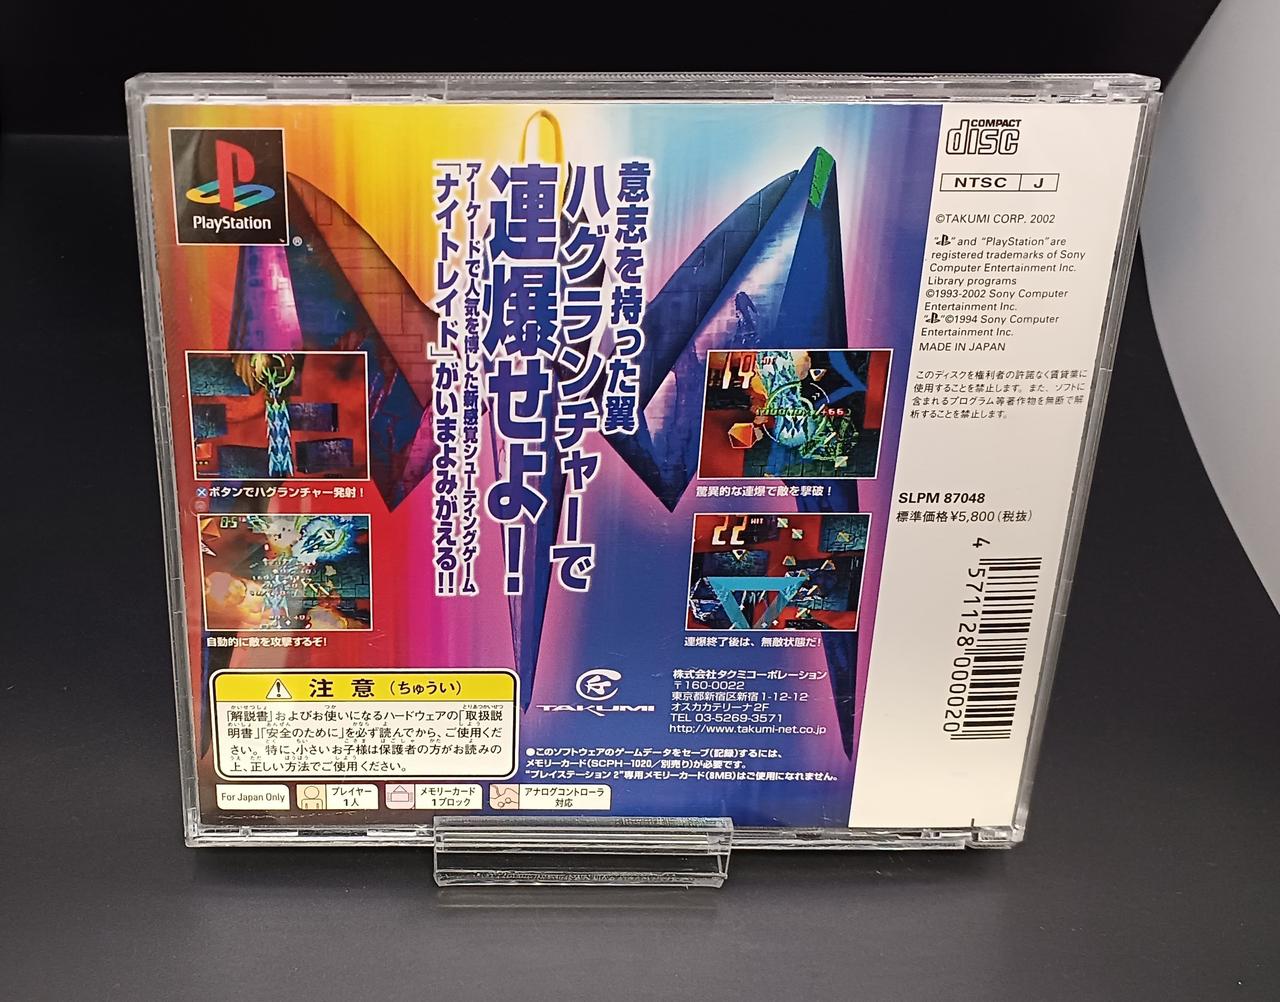 PlayStation
®
意志を持った翼
ハグランチャーで
連爆せよ!
アーケードで人気を博した新感覚シューティングゲーム
「ナイトレイド」がいまよみがえる!!
ボタンでハグランチャー発射!
05
自動的に敵を攻撃するぞ!
19
+66
驚異的な連爆で敵を撃破!
22 HIT
連爆終了後は、無敵状態だ!
注意(ちゅうい)
「解説書」およびお使いになるハードウェアの「取扱説
明書」「安全のために」を必ず読んでから、ご使用くだ
さい。特に、小さいお子様は保護者の方がお読みの
上、正しい方法でご使用ください。
For Japan Only
プレイヤー
1人
メモリーカード
1ブロック
アナログコントローラ
対応
TAKUMI
株式会社タクミコーポレーション
〒160-0022
東京都新宿区新宿1-12-12
オスカカテリーナ2F
TEL 03-5269-3571
http://www.takumi-net.co.jp
●このソフトウェアのゲームデータをセーブ(記録)するには、
メモリーカード(SCPH-1020/別売り)が必要です。
"プレイステーション 2"専用メモリーカード(8MB)はご使用になれません。
COMPACT
disc
NTSC J
©TAKUMI CORP. 2002
" " and "PlayStation" are
registered trademarks of Sony
Computer Entertainment Inc.
Library programs
©1993-2002 Sony Computer
Entertainment Inc.
" "©1994 Sony Computer
Entertainment Inc.
MADE IN JAPAN
このディスクを権利者の許諾なく賃貸業に
使用することを禁止します。また、ソフトに
含まれるプログラム等著作物を無断で解
析することを禁止します。
SLPM 87048
標準価格¥5,800(税抜)
4 571128 000020